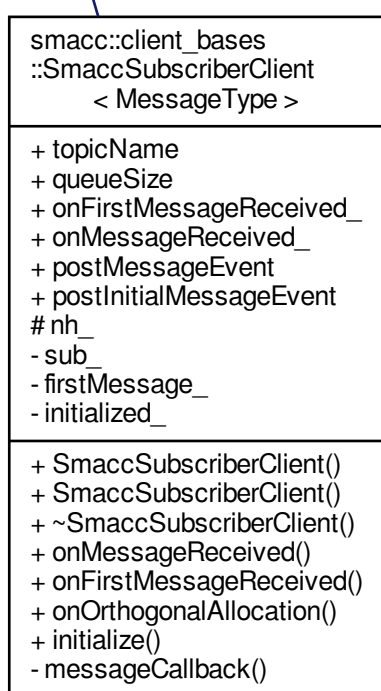 smacc::client_bases
::SmaccSubscriberClient
< MessageType >
+ topicName
+ queueSize
+ onFirstMessageReceived_
+ onMessageReceived_
+ postMessageEvent
+ postInitialMessageEvent
# nh_
- sub_
- firstMessage_
- initialized_
+ SmaccSubscriberClient()
+ SmaccSubscriberClient()
+ ~SmaccSubscriberClient()
+ onMessageReceived()
+ onFirstMessageReceived()
+ onOrthogonalAllocation()
+ initialize()
- messageCallback()